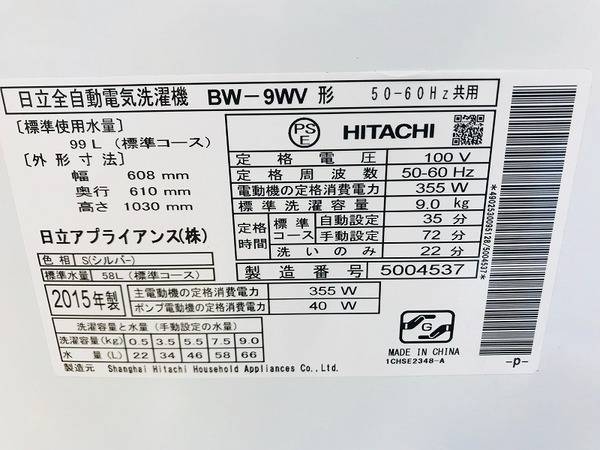 日立全自動電気洗濯機 BW-9WV 形 50-60Hz共用
[標準使用水量]
99 L (標準コース)
[外形寸法]
幅 608 mm
奥行 610 mm
高さ 1030 mm
日立アプライアンス(株)
色相 S(シルバー)
標準水量 58L(標準コース)
PS
E
HITACHI
定格電圧 100 V
定格周波数 50-60 Hz
電動機の定格消費電力 355 W
標準洗濯容量 9.0 kg
定格時間 標準コース 自動設定 35 分
手動設定 72 分
洗いのみ 22 分
製造番号 5004537
*4902530095128/5004537*
2015年製
主電動機の定格消費電力 355 W
ポンプ電動機の定格消費電力 40 W
洗濯容量と水量 (手動設定の水量)
洗濯容量(kg) 0.5 3.5 5.5 7.5 9.0
水量(L) 22 34 46 58 66
製造元 Shanghai Hitachi Household Appliances Co.,Ltd.
G
MADE IN CHINA
1CHSE2348-A
-p-